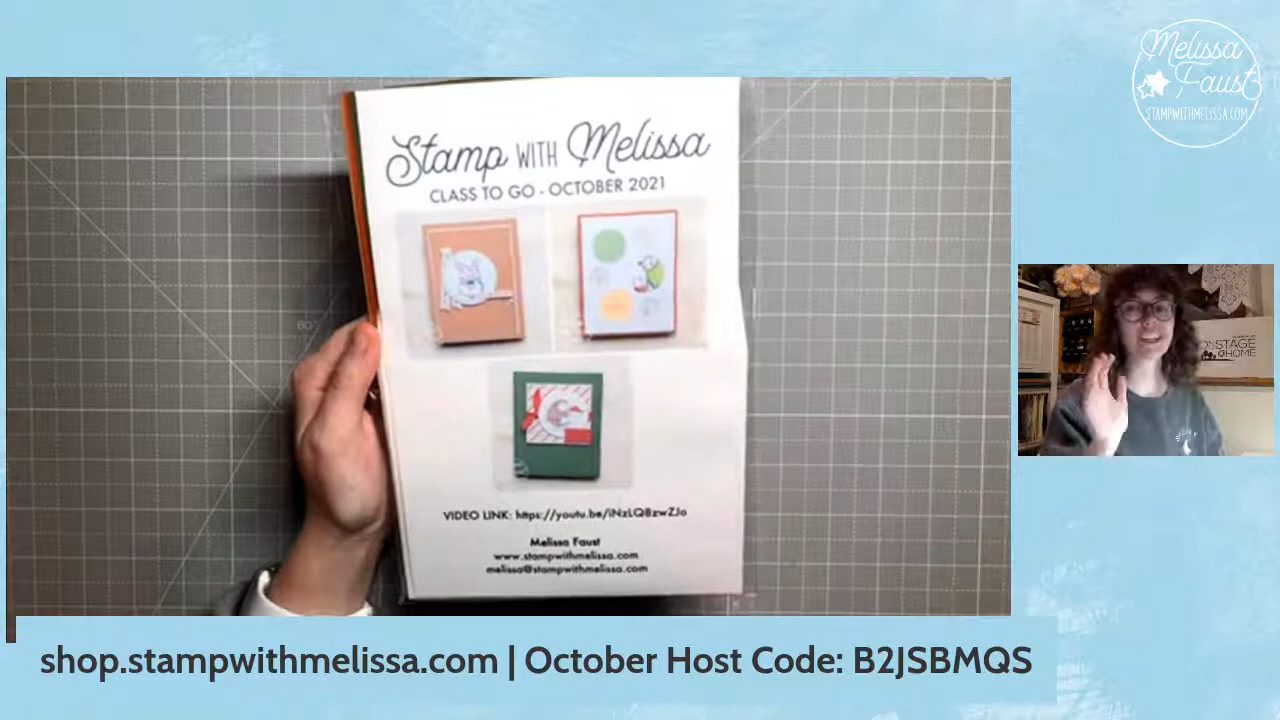 Melissa
Faust
STAMPWITHMELISSA.COM
Stamp WITH Melissa
CLASS TO GO - OCTOBER 2021
VIDEO LINK: https://youtu.be/
Melissa Faust
www.stampwithmelissa.com
melissa@stampwithmelissa.com
ONSTAGE
@HOME
shop.stampwithmelissa.com | October Host Code: B2JSBMQS